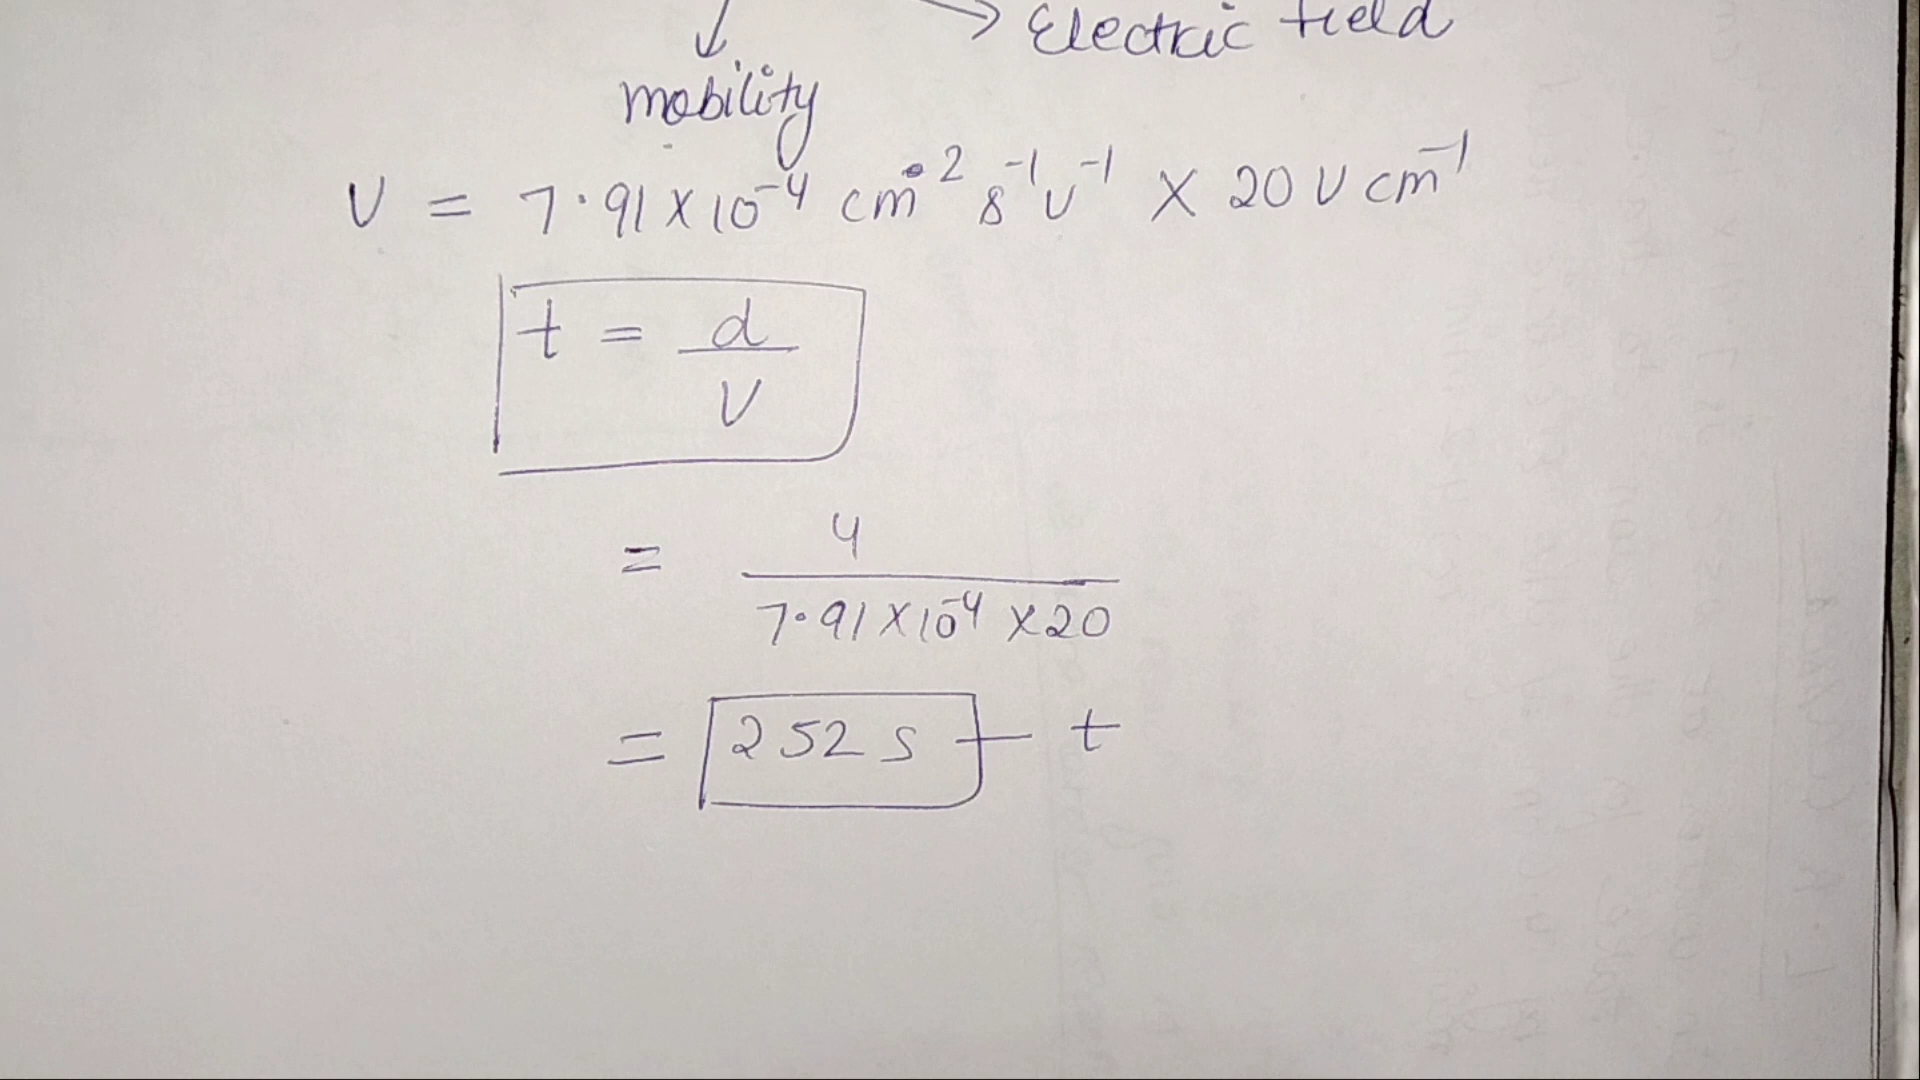 Electric field
mobility
v = 7.91 x 10⁻⁴ cm² s⁻¹v⁻¹ x 20 v cm⁻¹
t = d/v
= 4/(7.91 x 10⁻⁴ x 20)
= 252 s — t